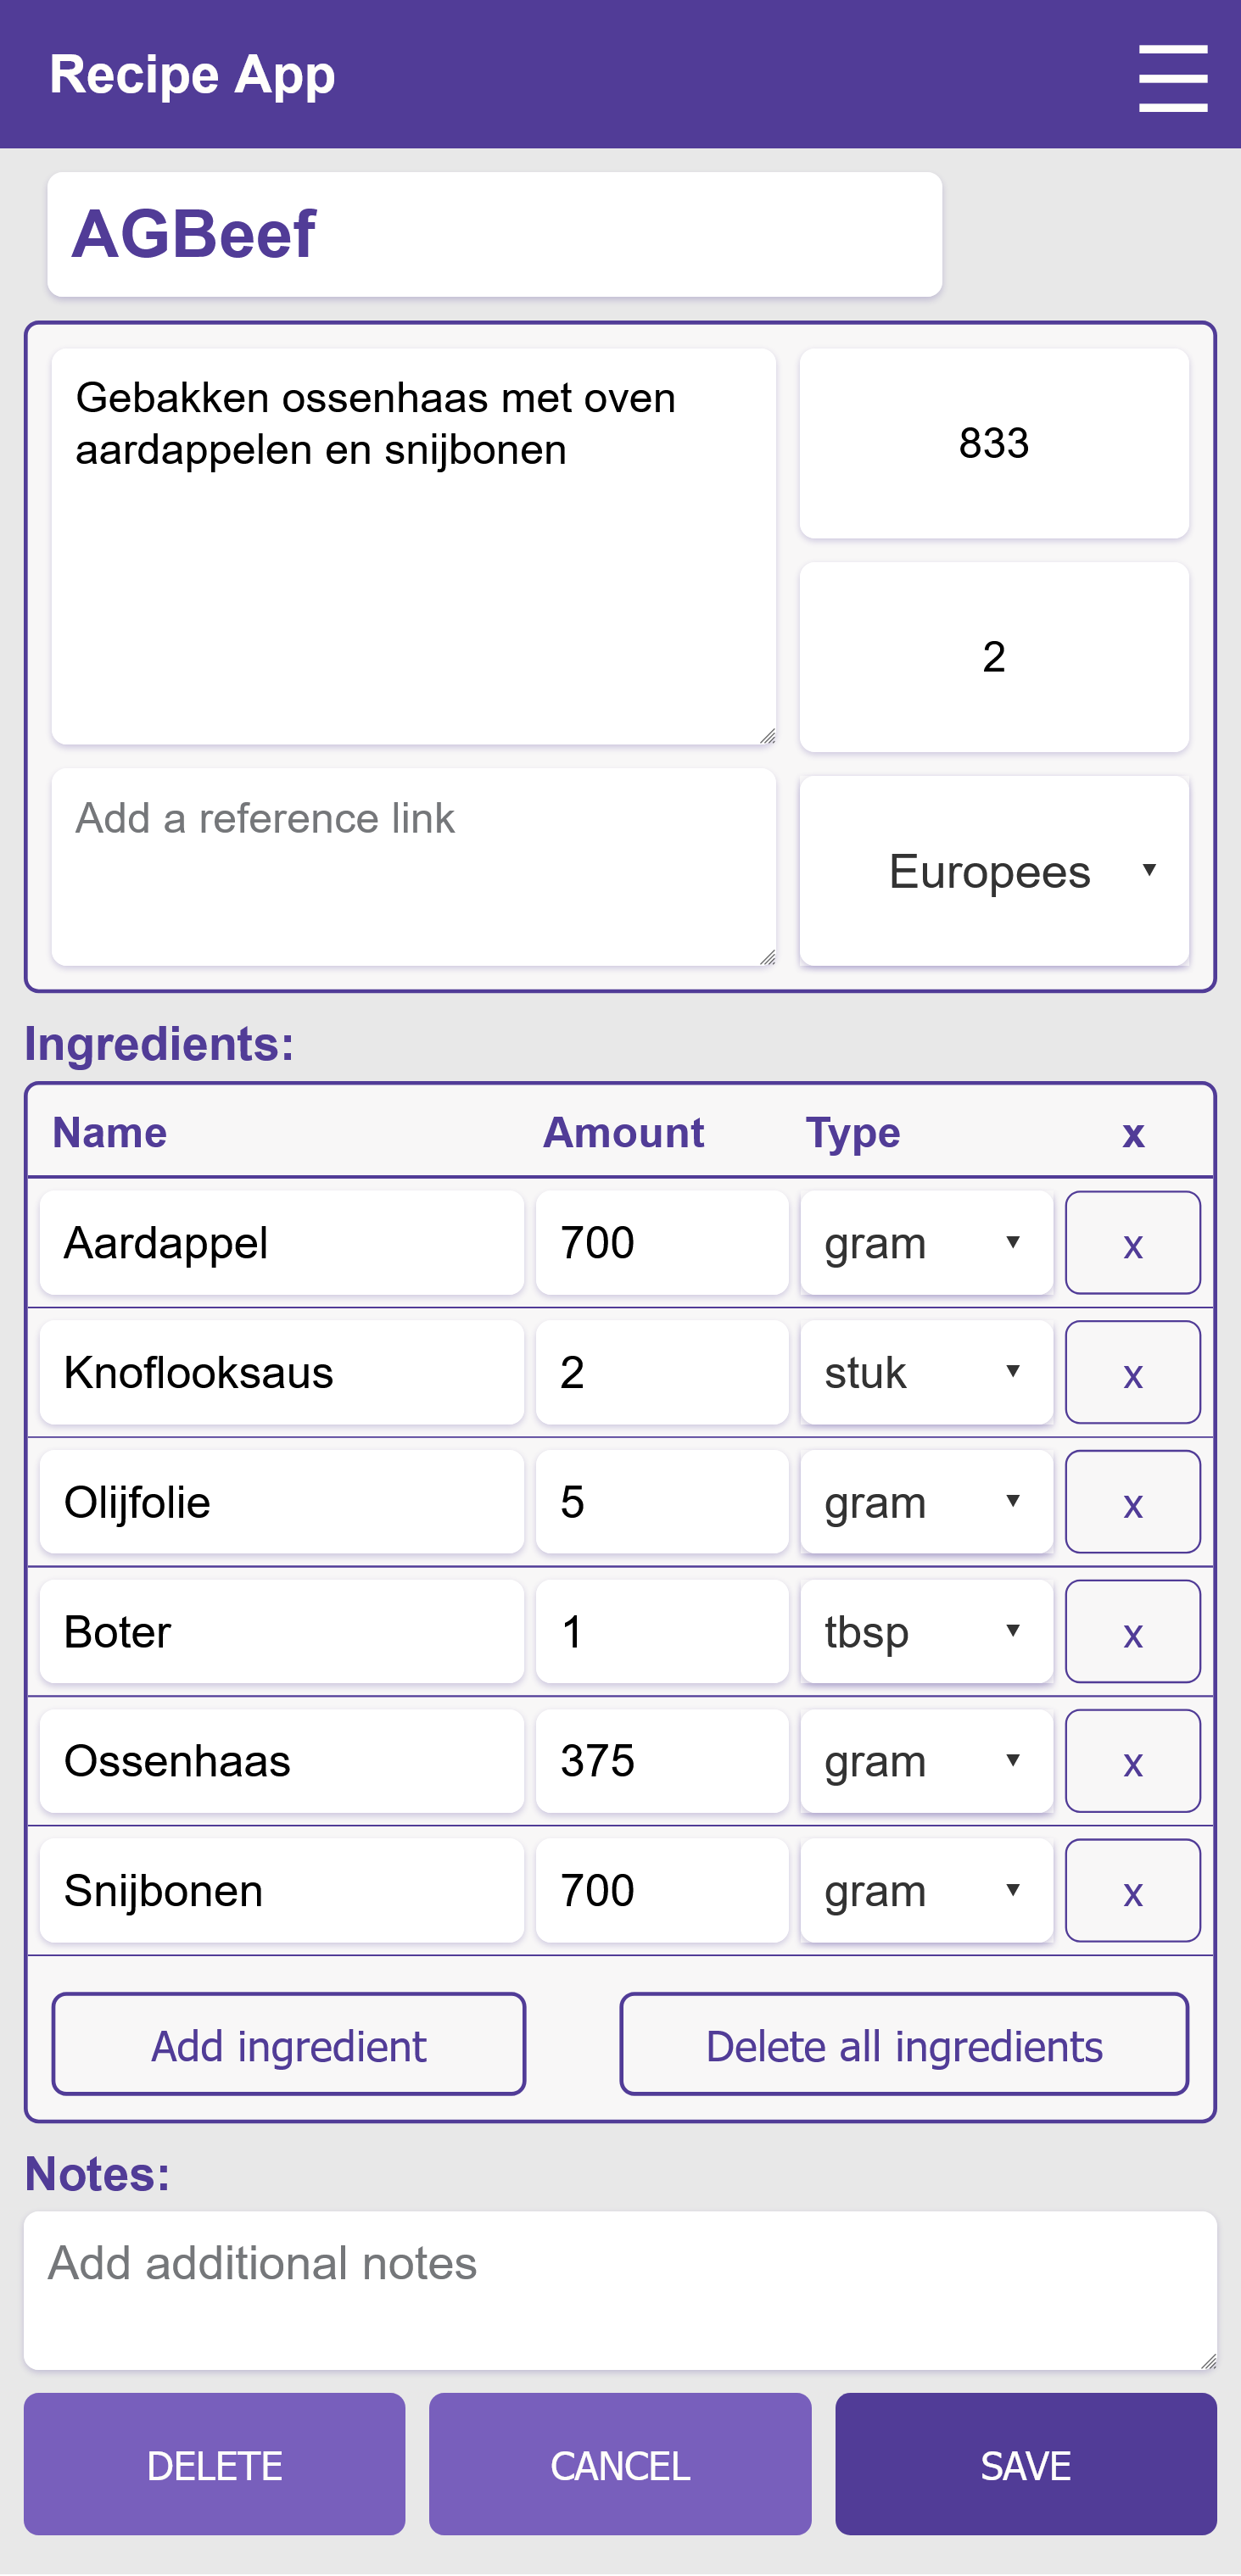 Recipe App
AGBeef
Gebakken ossenhaas met oven
aardappelen en snijbonen
833
2
Add a reference link
Europees
Ingredients:
Name Amount Type x
Aardappel 700 gram x
Knoflooksaus 2 stuk x
Olijfolie 5 gram x
Boter 1 tbsp x
Ossenhaas 375 gram x
Snijbonen 700 gram x
Add ingredient Delete all ingredients
Notes:
Add additional notes
DELETE CANCEL SAVE